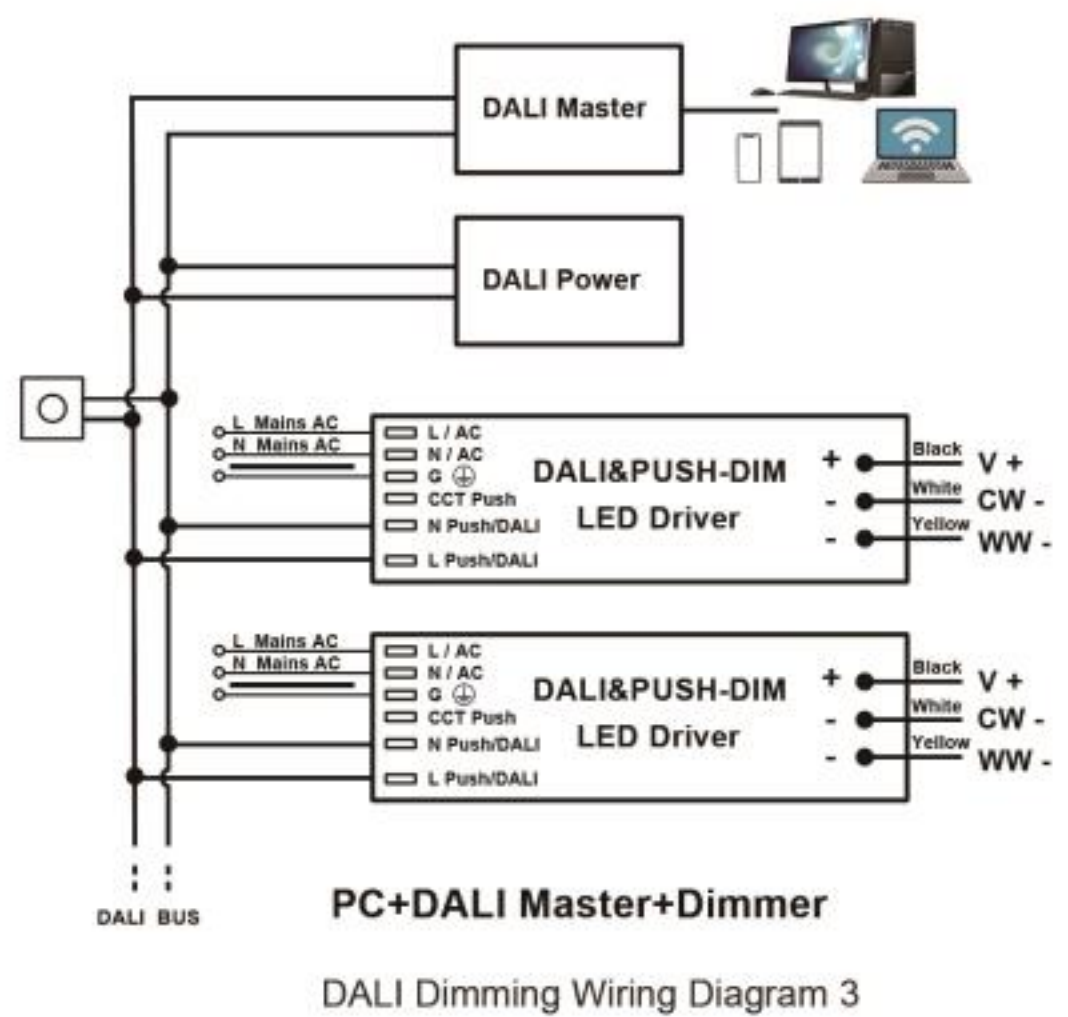 DALI Master
DALI Power
L Mains AC
N Mains AC
L / AC
N / AC
G
CCT Push
N Push/DALI
L Push/DALI
DALI&PUSH-DIM
LED Driver
+
-
-
Black
White
Yellow
V +
CW -
WW -
L Mains AC
N Mains AC
L / AC
N / AC
G
CCT Push
N Push/DALI
L Push/DALI
DALI&PUSH-DIM
LED Driver
+
-
-
Black
White
Yellow
V +
CW -
WW -
DALI BUS
PC+DALI Master+Dimmer
DALI Dimming Wiring Diagram 3